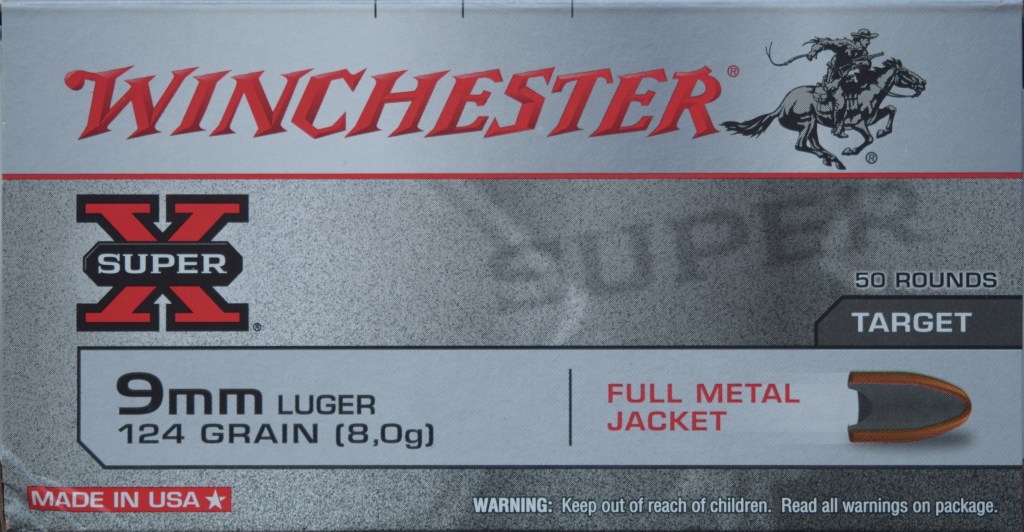 WINCHESTER®
®
SUPER
X
SUPER
®
50 ROUNDS
TARGET
9mm LUGER
124 GRAIN (8,0g)
FULL METAL
JACKET
MADE IN USA★
WARNING: Keep out of reach of children. Read all warnings on package.